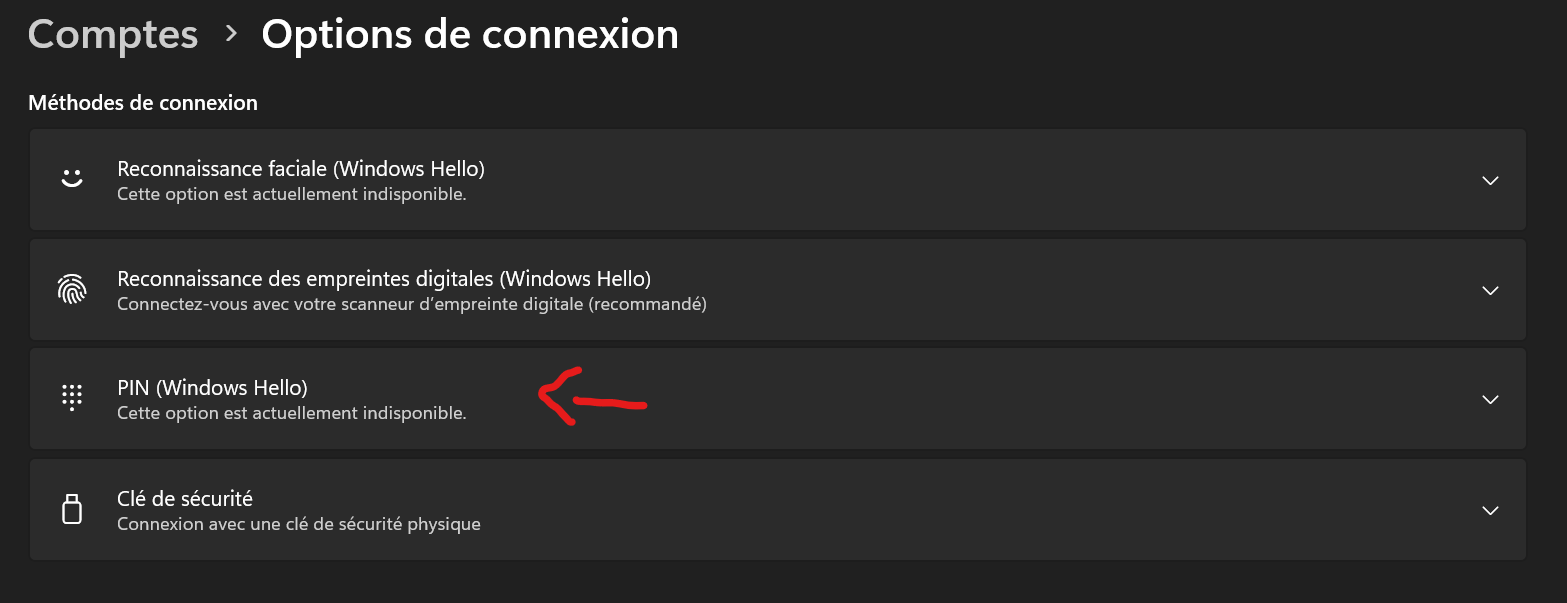 Comptes > Options de connexion
Méthodes de connexion
Reconnaissance faciale (Windows Hello)
Cette option est actuellement indisponible.
Reconnaissance des empreintes digitales (Windows Hello)
Connectez-vous avec votre scanneur d’empreinte digitale (recommandé)
PIN (Windows Hello)
Cette option est actuellement indisponible.
Clé de sécurité
Connexion avec une clé de sécurité physique